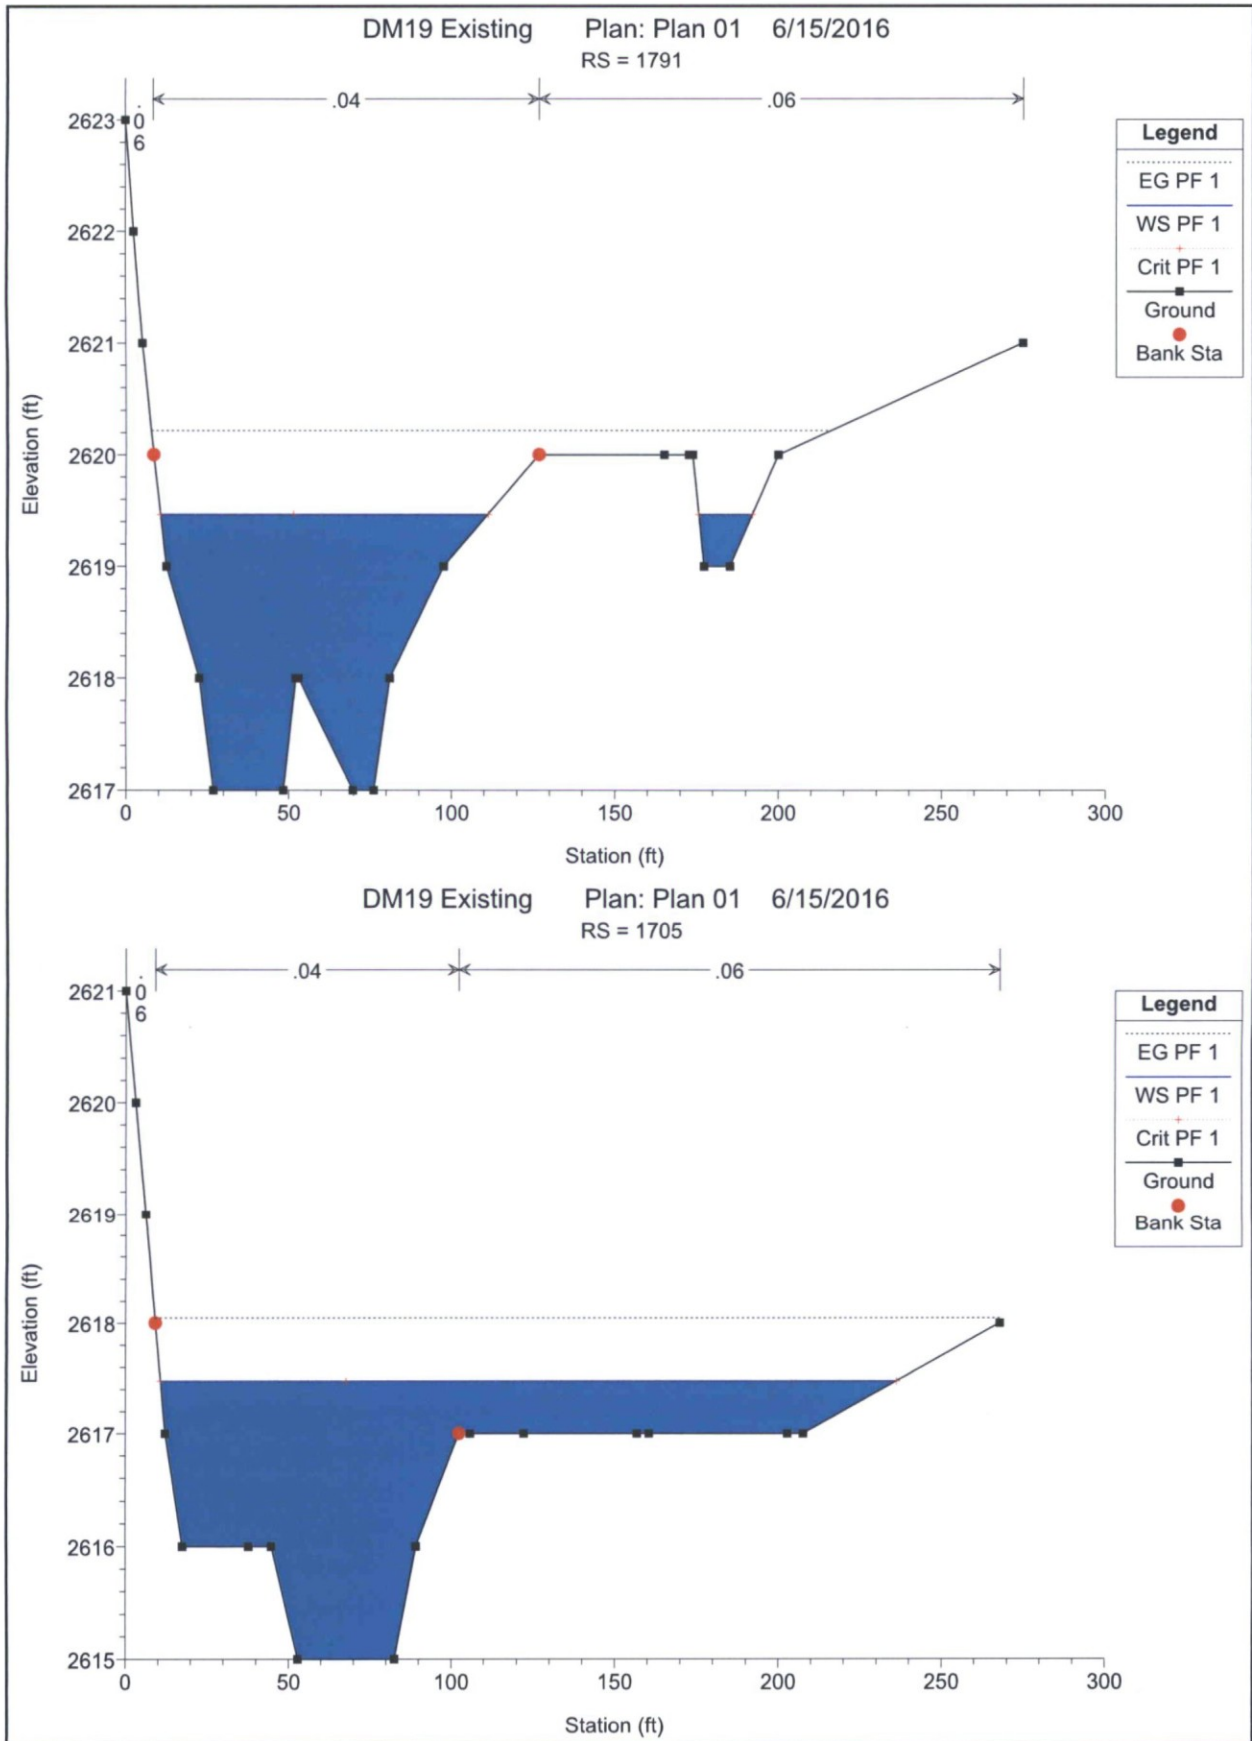 DM19 Existing Plan: Plan 01 6/15/2016
RS = 1791
.04
.06
.06
Legend
EG PF 1
WS PF 1
Crit PF 1
Ground
Bank Sta
Elevation (ft)
2623
2622
2621
2620
2619
2618
2617
0 50 100 150 200 250 300
Station (ft)
DM19 Existing Plan: Plan 01 6/15/2016
RS = 1705
.04
.06
.06
Legend
EG PF 1
WS PF 1
Crit PF 1
Ground
Bank Sta
Elevation (ft)
2621
2620
2619
2618
2617
2616
2615
0 50 100 150 200 250 300
Station (ft)